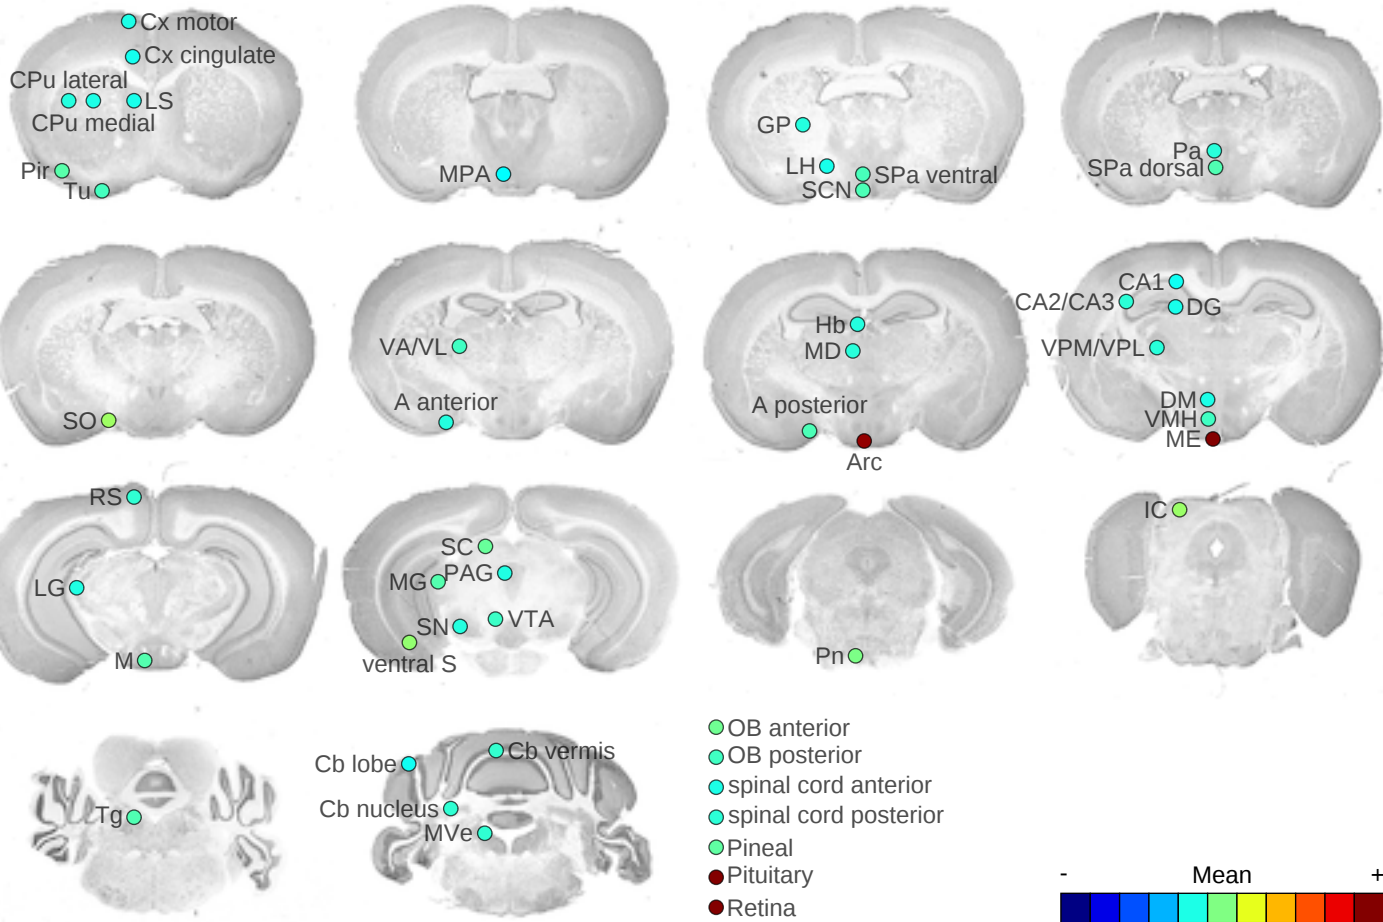 Cx motor
Cx cingulate
CPu lateral
LS
CPu medial
Pir
Tu
MPA
GP
LH
SPa ventral
SCN
Pa
SPa dorsal
SO
VA/VL
A anterior
Hb
MD
A posterior
Arc
CA1
CA2/CA3
DG
VPM/VPL
DM
VMH
ME
RS
LG
M
SC
MG
PAG
SN
VTA
ventral S
Pn
IC
Tg
Cb lobe
Cb vermis
Cb nucleus
MVe
OB anterior
OB posterior
spinal cord anterior
spinal cord posterior
Pineal
Pituitary
Retina
- Mean +